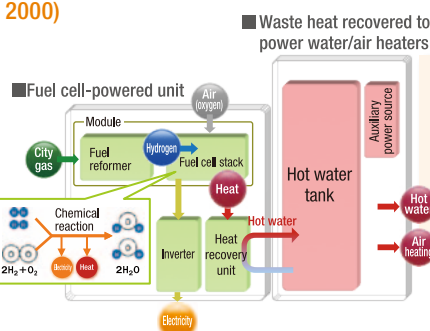 2000)
■Waste heat recovered to
power water/air heaters
■Fuel cell-powered unit
Air
(oxygen)
Module
City
gas
Fuel
reformer
Hydrogen
Fuel cell stack
Heat
Auxiliary
power source
Hot water
tank
Hot
water
Air
heating
Hot water
Chemical
reaction
Electricity
Heat
2H₂+O₂
2H₂O
Inverter
Heat
recovery
unit
Electricity